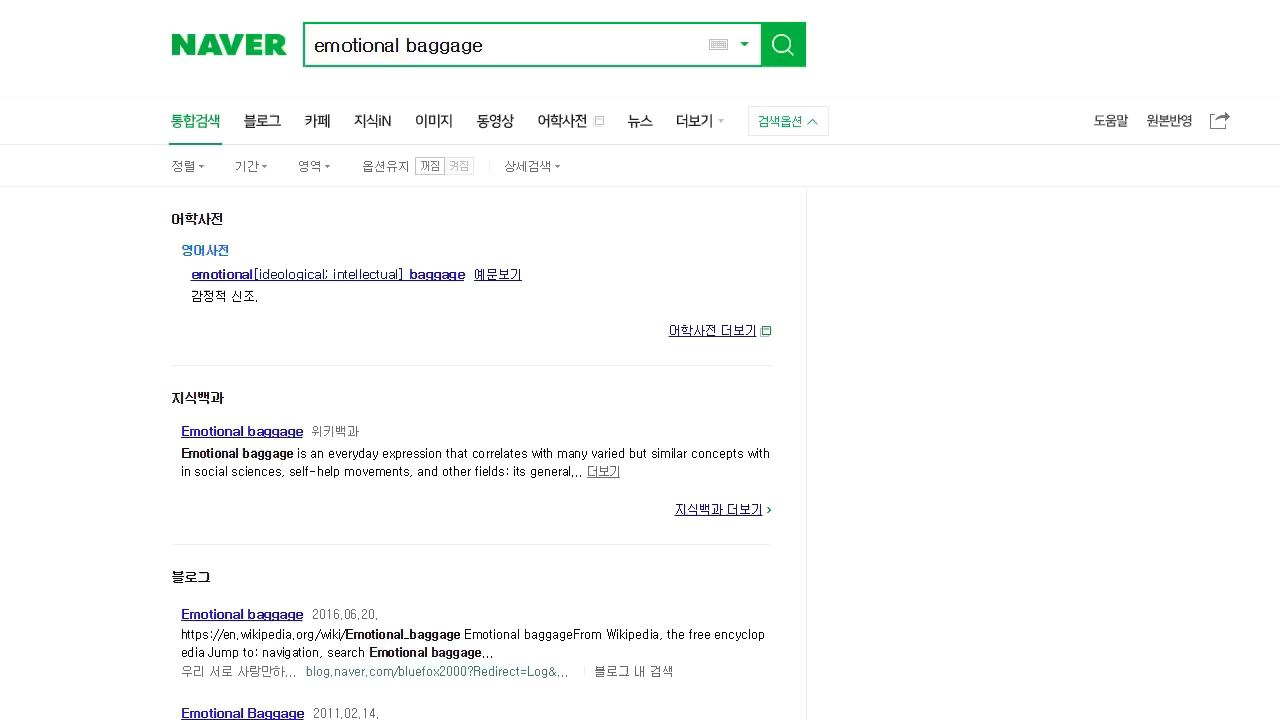 NAVER
emotional baggage
통합검색 블로그 카페 지식iN 이미지 동영상 어학사전 뉴스 더보기 검색옵션 도움말 원본반영
정렬 기간 영역 옵션유지 꺼짐 켜짐 상세검색
어학사전
영어사전
emotional[ideological; intellectual] baggage 예문보기
감정적 신조.
어학사전 더보기
지식백과
Emotional baggage 위키백과
Emotional baggage is an everyday expression that correlates with many varied but similar concepts with
in social sciences, self-help movements, and other fields: its general... 더보기
지식백과 더보기
블로그
Emotional baggage 2016.06.20.
https://en.wikipedia.org/wiki/Emotional_baggage Emotional baggageFrom Wikipedia, the free encyclop
edia Jump to: navigation, search Emotional baggage...
우리 서로 사랑만하... blog.naver.com/bluefox2000?Redirect=Log&... 블로그 내 검색
Emotional Baggage 2011.02.14.